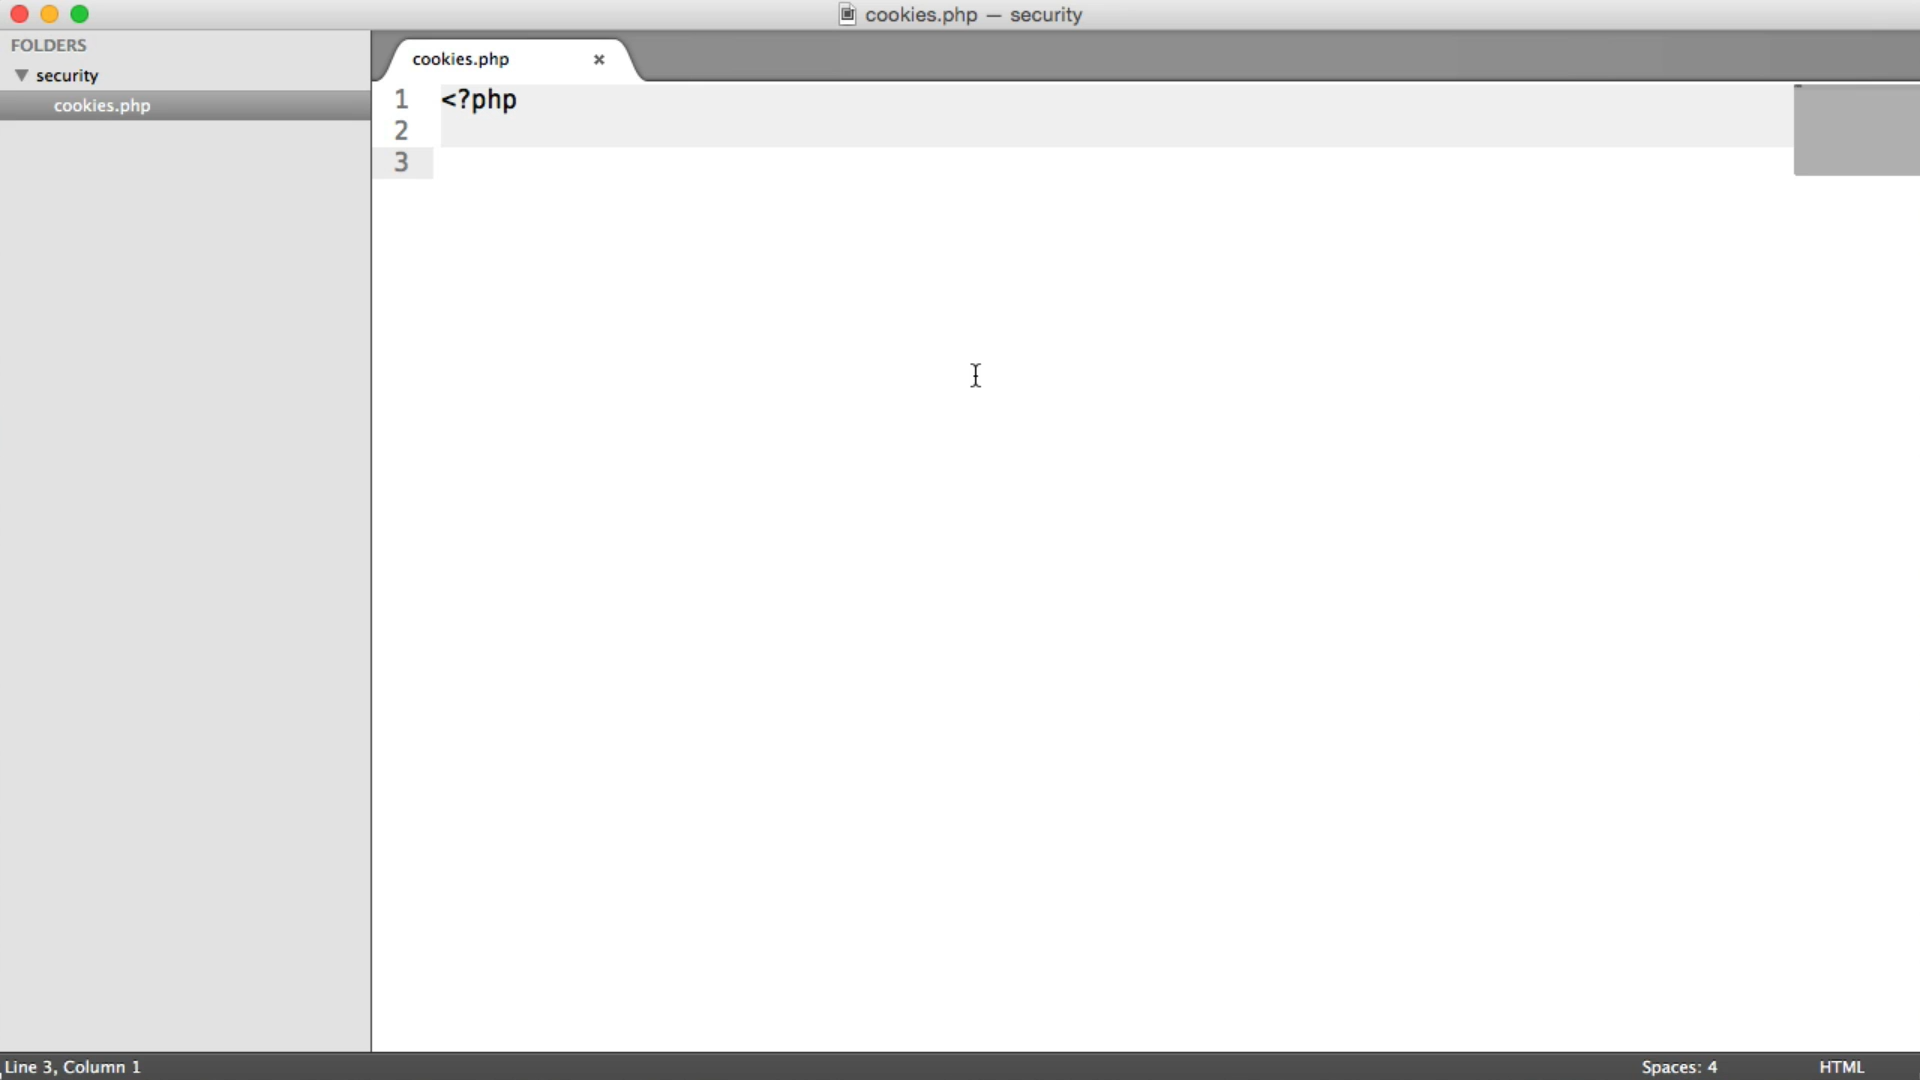 cookies.php — security
FOLDERS
security
cookies.php
cookies.php ×
1 <?php
2
3
Line 3, Column 1
Spaces: 4
HTML